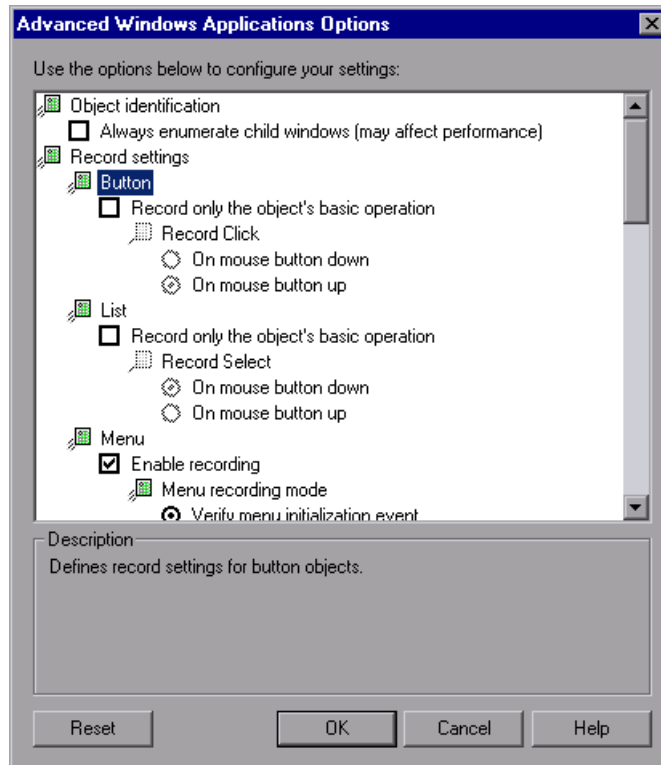 Advanced Windows Applications Options
Use the options below to configure your settings:
Object identification
Always enumerate child windows (may affect performance)
Record settings
Button
Record only the object's basic operation
Record Click
On mouse button down
On mouse button up
List
Record only the object's basic operation
Record Select
On mouse button down
On mouse button up
Menu
Enable recording
Menu recording mode
Verify menu initialization event
Description
Defines record settings for button objects.
Reset OK Cancel Help